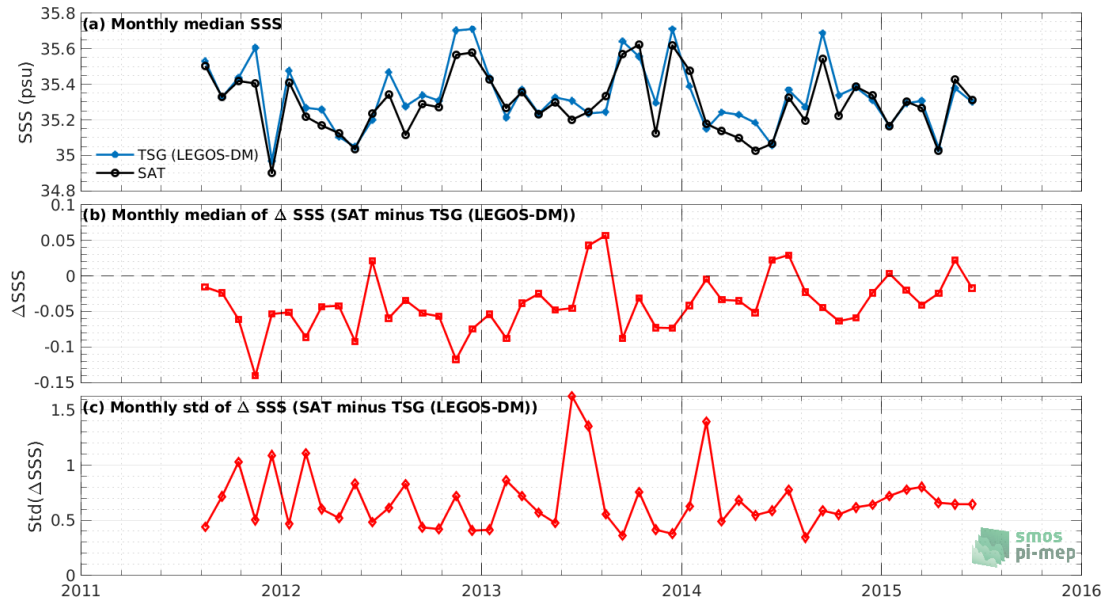 (a) Monthly median SSS
35.8
35.6
35.4
35.2
35
34.8
SSS (psu)
TSG (LEGOS-DM)
SAT
(b) Monthly median of Δ SSS (SAT minus TSG (LEGOS-DM))
0.1
0.05
0
-0.05
-0.1
-0.15
ΔSSS
(c) Monthly std of Δ SSS (SAT minus TSG (LEGOS-DM))
1.5
1
0.5
0
Std(ΔSSS)
smos
pi-mep
2011 2012 2013 2014 2015 2016